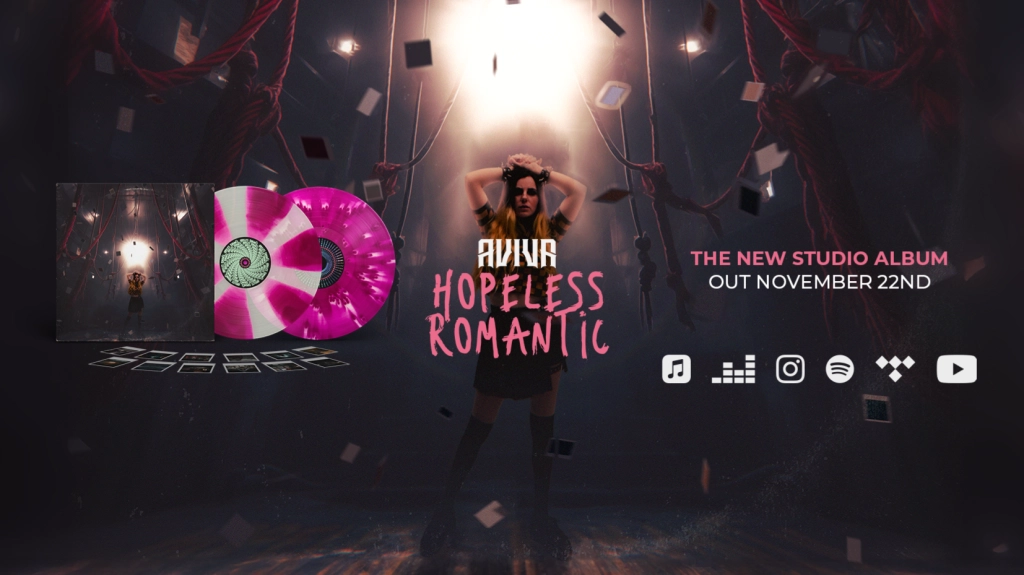 AVIVA
HOPELESS
ROMANTIC
THE NEW STUDIO ALBUM
OUT NOVEMBER 22ND